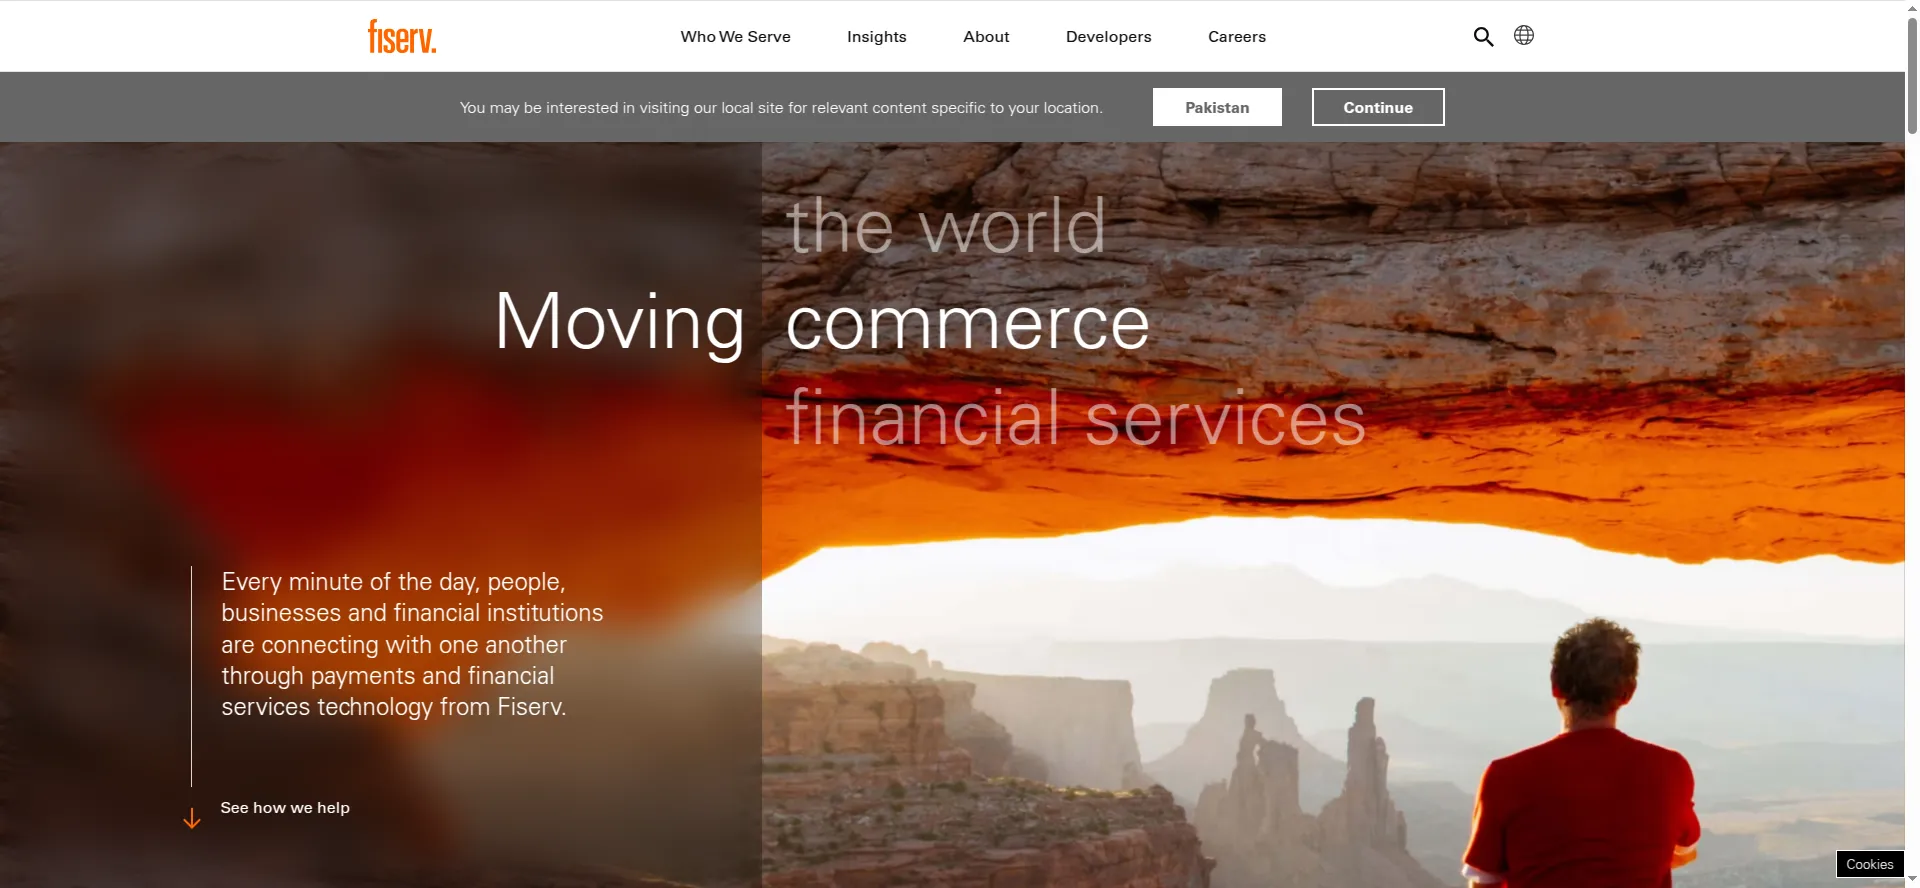 fiserv.
Who We Serve
Insights
About
Developers
Careers
You may be interested in visiting our local site for relevant content specific to your location.
Pakistan
Continue
the world
Moving commerce
financial services
Every minute of the day, people,
businesses and financial institutions
are connecting with one another
through payments and financial
services technology from Fiserv.
See how we help
Cookies